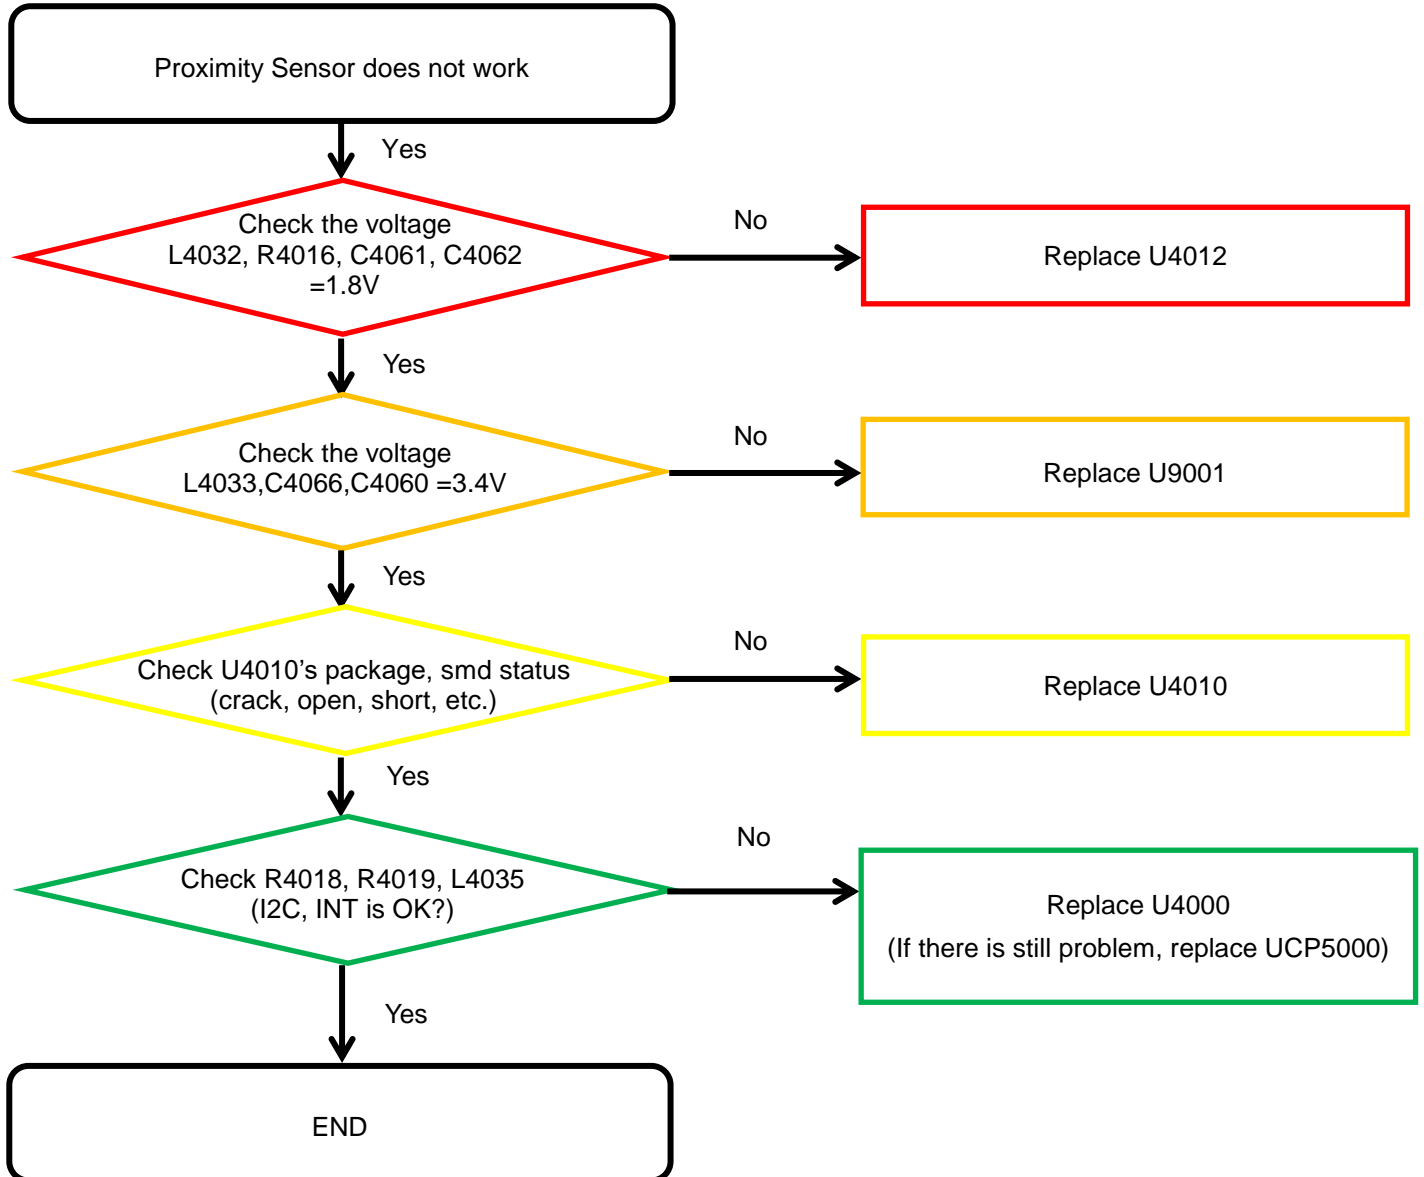 Proximity Sensor does not work
Yes
Check the voltage
L4032, R4016, C4061, C4062
=1.8V
No
Replace U4012
Yes
Check the voltage
L4033,C4066,C4060 =3.4V
No
Replace U9001
Yes
Check U4010’s package, smd status
(crack, open, short, etc.)
No
Replace U4010
Yes
Check R4018, R4019, L4035
(I2C, INT is OK?)
No
Replace U4000
(If there is still problem, replace UCP5000)
Yes
END